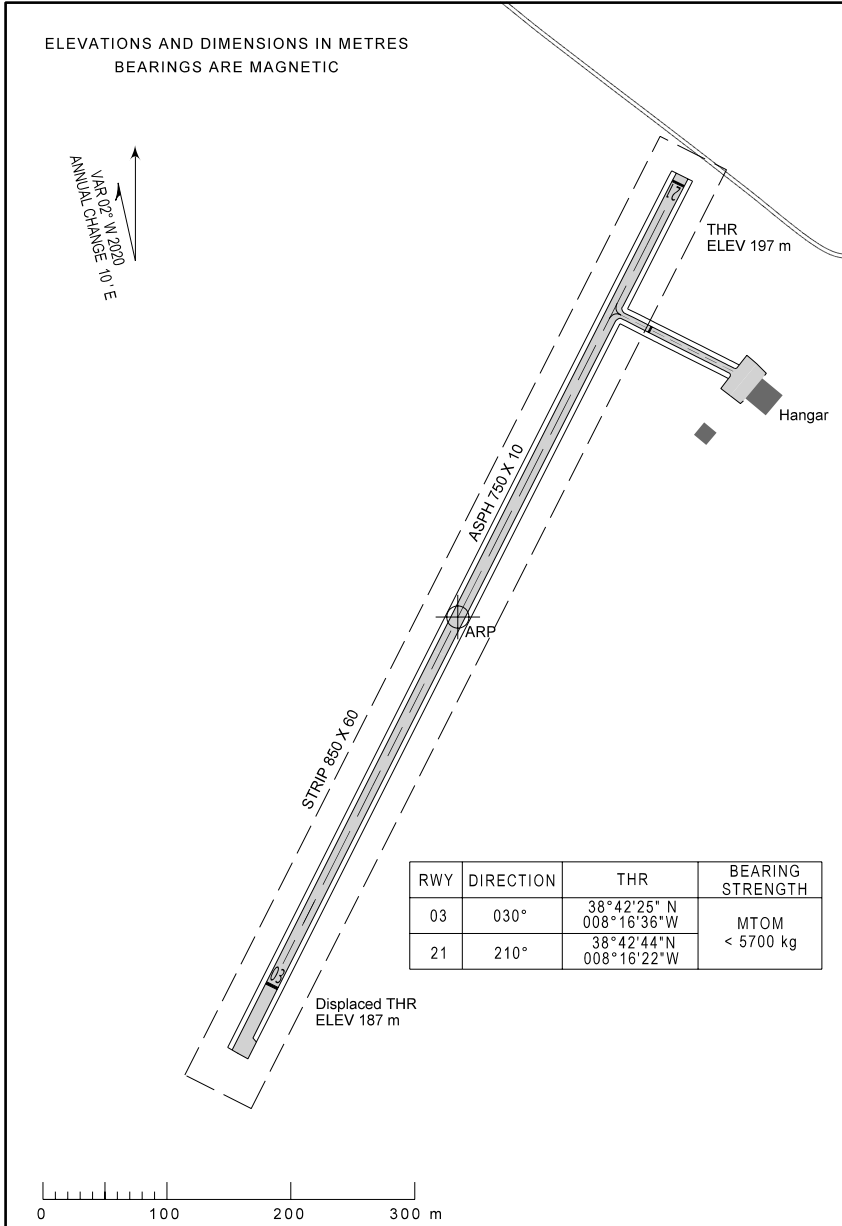 ELEVATIONS AND DIMENSIONS IN METRES
BEARINGS ARE MAGNETIC
VAR 02° W 2020
ANNUAL CHANGE 10'E
21
THR
ELEV 197 m
Hangar
ASPH 750 X 10
ARP
STRIP 850 X 60
RWY DIRECTION THR BEARING STRENGTH
03 030° 38°42'25" N 008°16'36"W MTOM < 5700 kg
21 210° 38°42'44"N 008°16'22"W
03
Displaced THR
ELEV 187 m
0 100 200 300 m